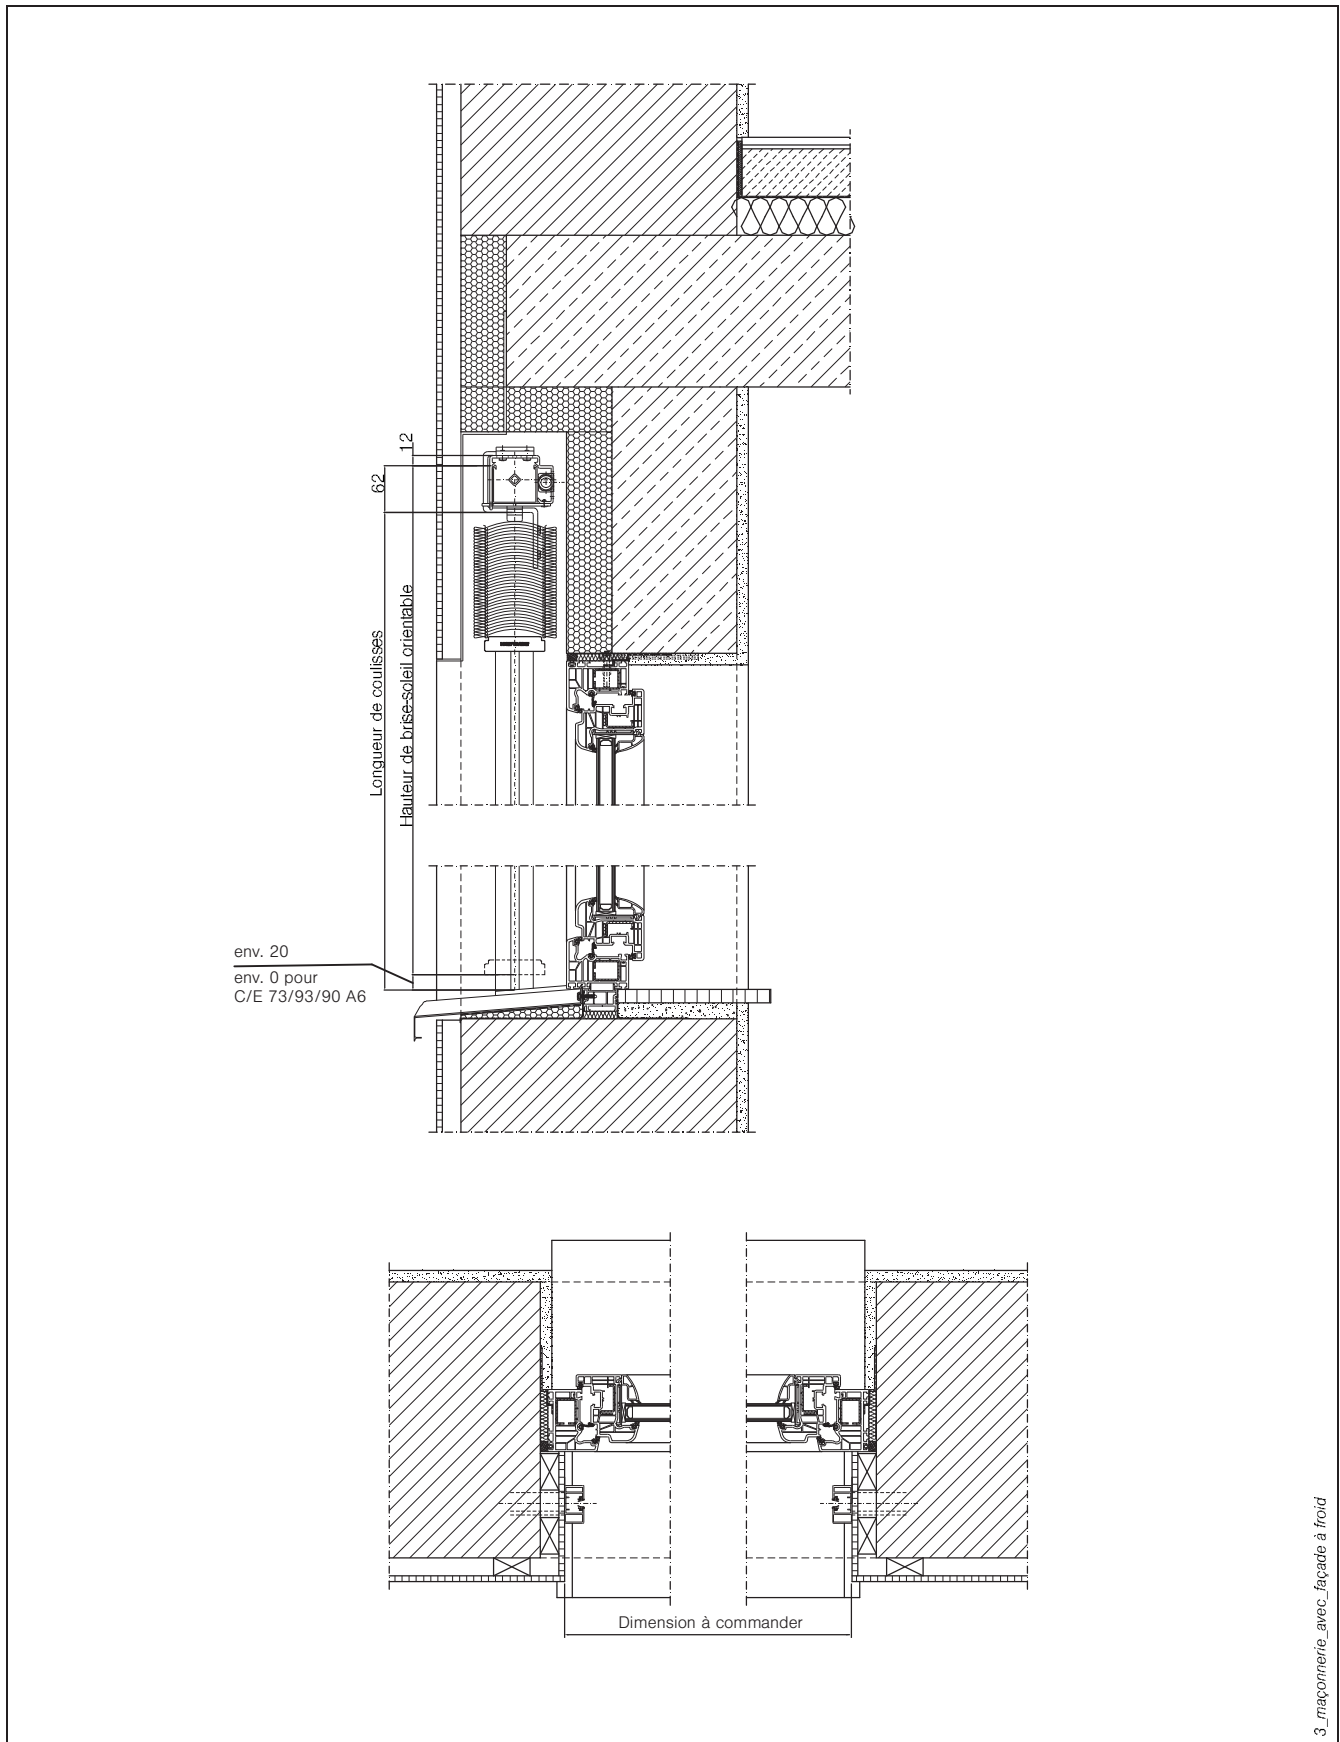 12
62
Longueur de coulisses
Hauteur de brise-soleil orientable
env. 20
env. 0 pour
C/E 73/93/90 A6
Dimension à commander
3_maçonnerie_avec_façade à froid